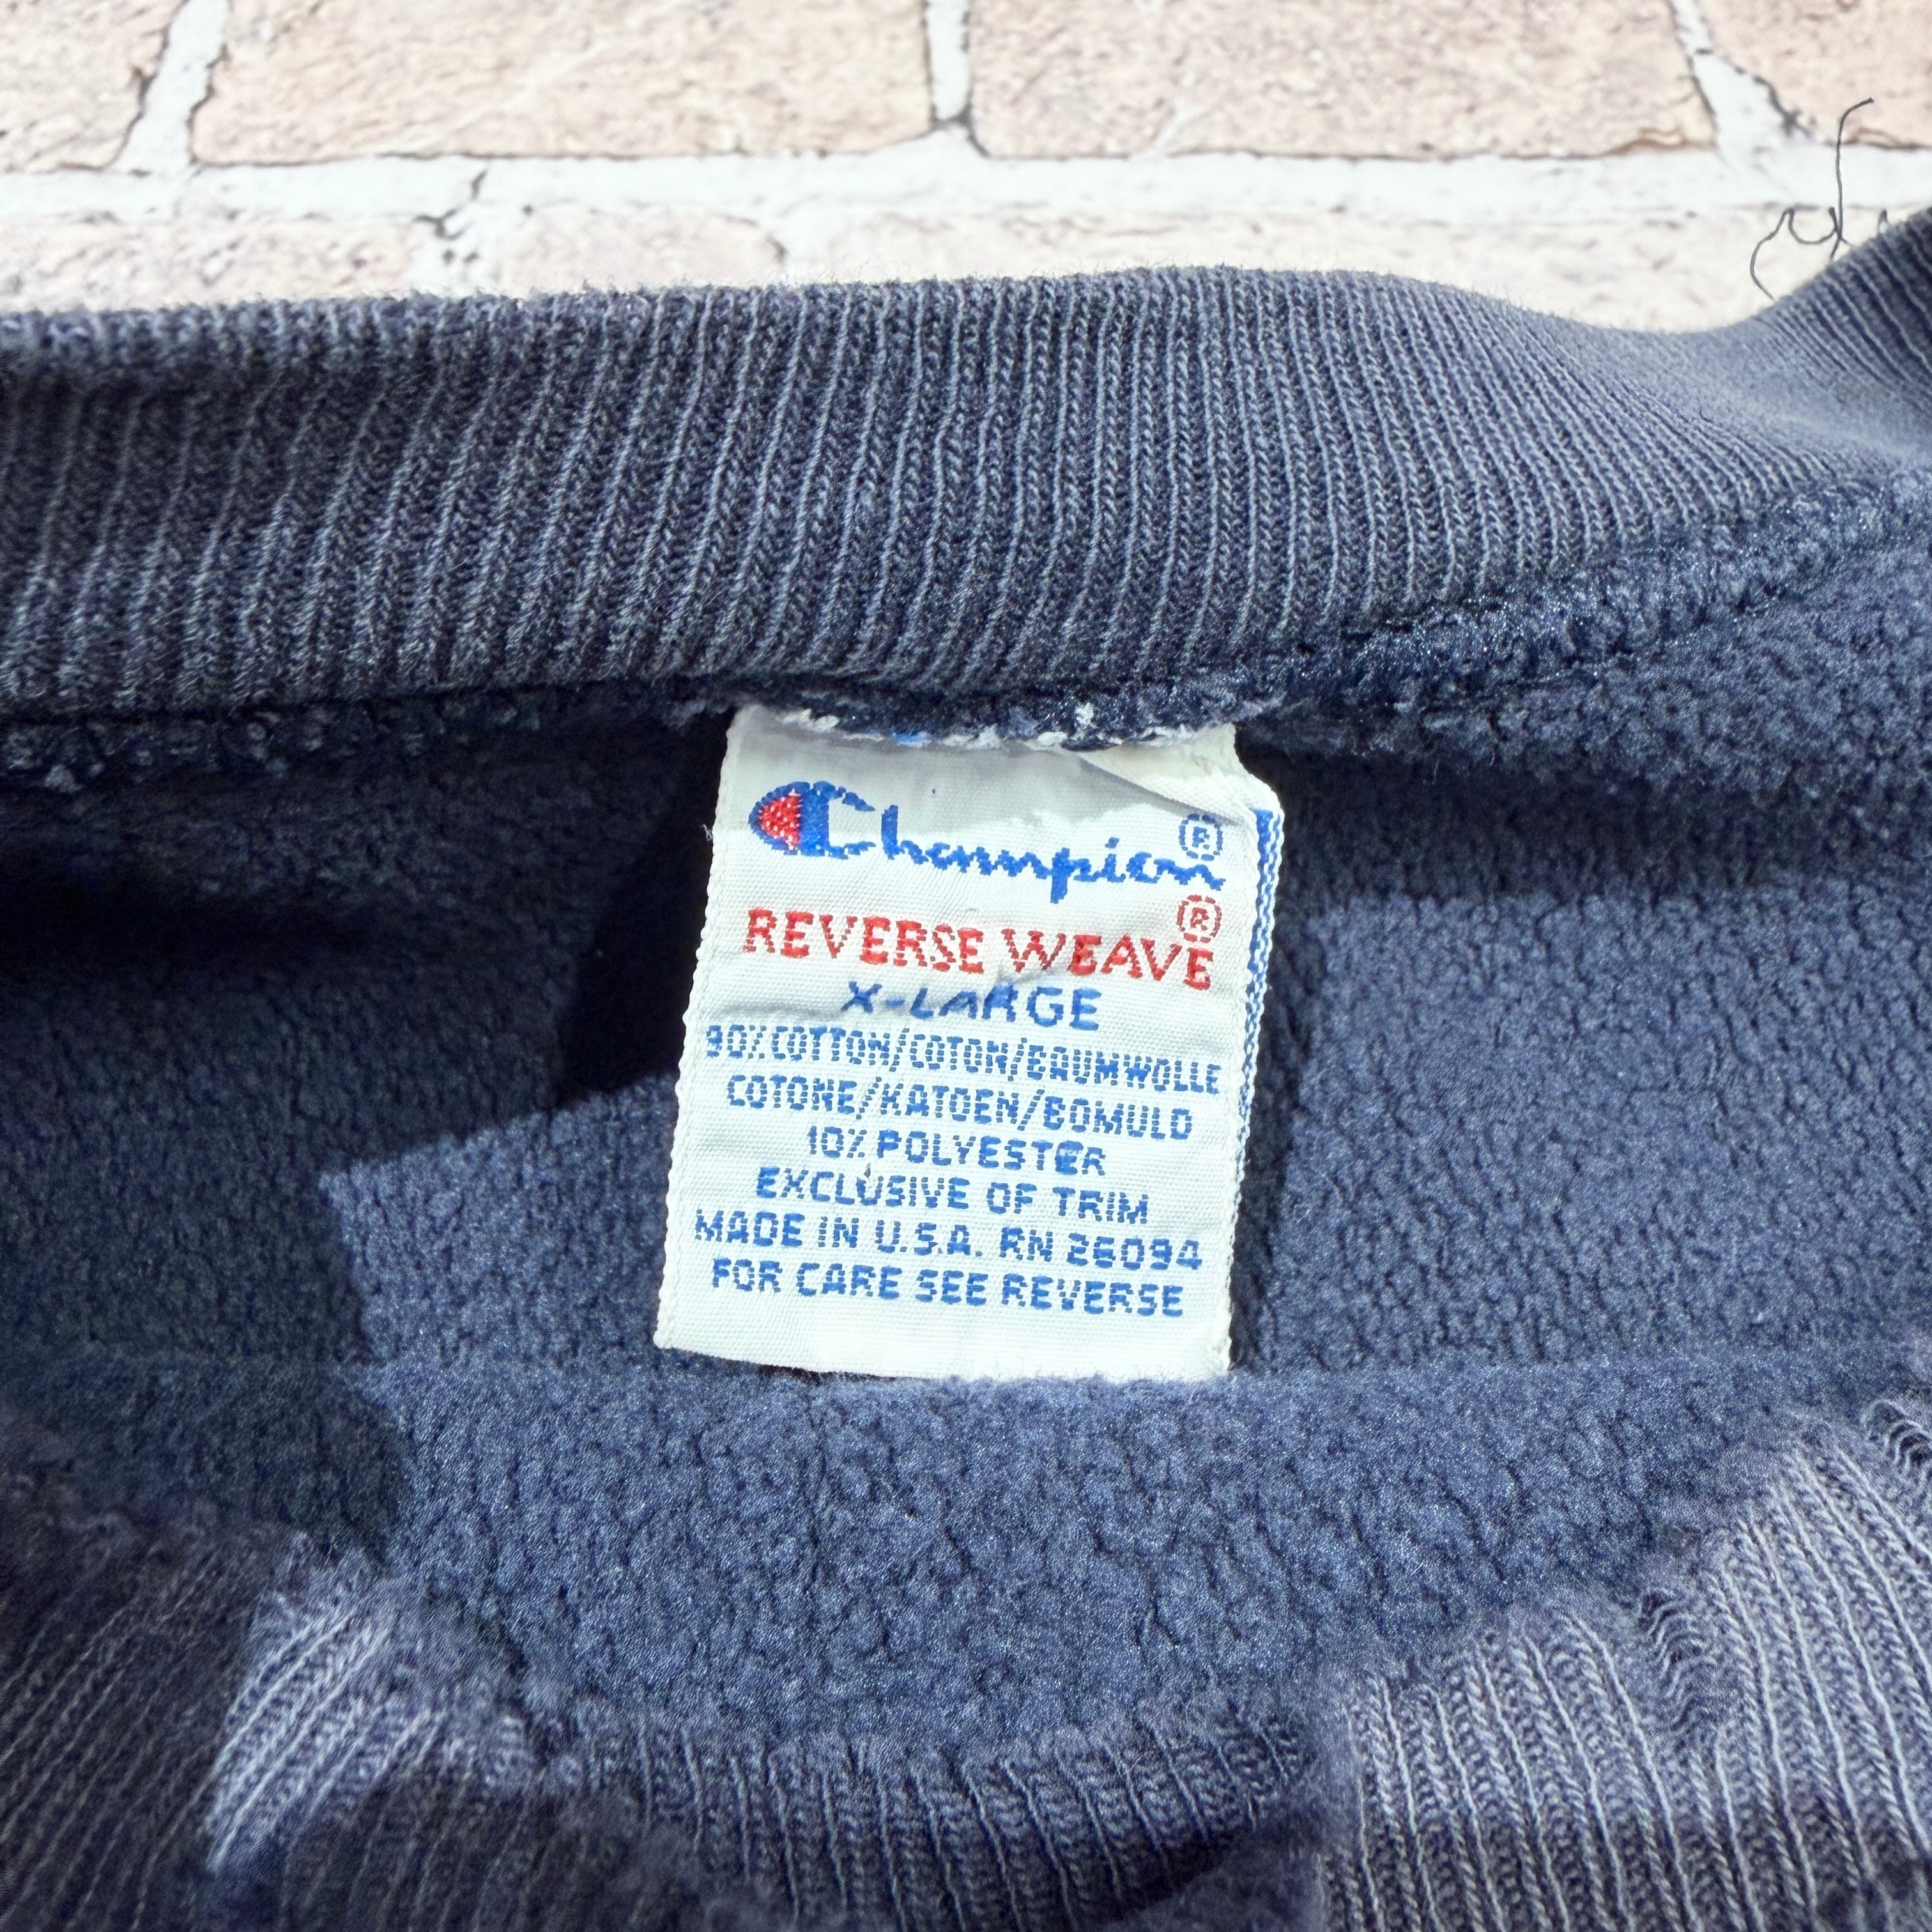 Champion®
REVERSE WEAVE®
X-LARGE
90% COTTON/COTON/BAUMWOLLE
COTONE/KATOEN/BOMULD
10% POLYESTER
EXCLUSIVE OF TRIM
MADE IN U.S.A. RN 26094
FOR CARE SEE REVERSE